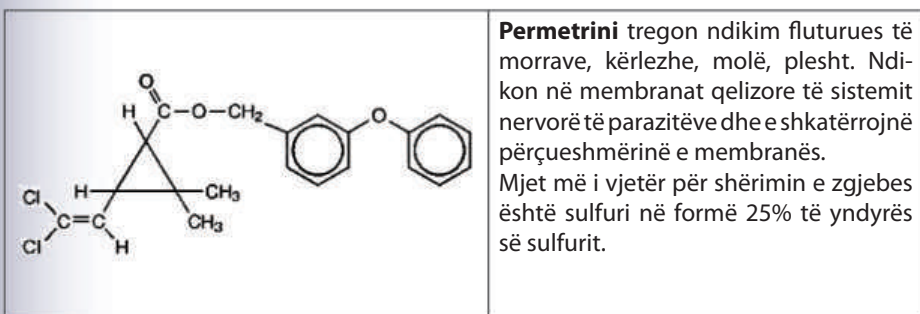 Permetrini tregon ndikim fluturues të
morrave, kërlezhe, molë, plesht. Ndi-
kon në membranat qelizore të sistemit
nervorë të parazitëve dhe e shkatërrojnë
përçueshmërinë e membranës.
Mjet më i vjetër për shërimin e zgjebes
është sulfuri në formë 25% të yndyrës
së sulfurit.
O
H
C—O—CH₂
O
H
CH₃
CH₃
Cl
C=C
Cl
H